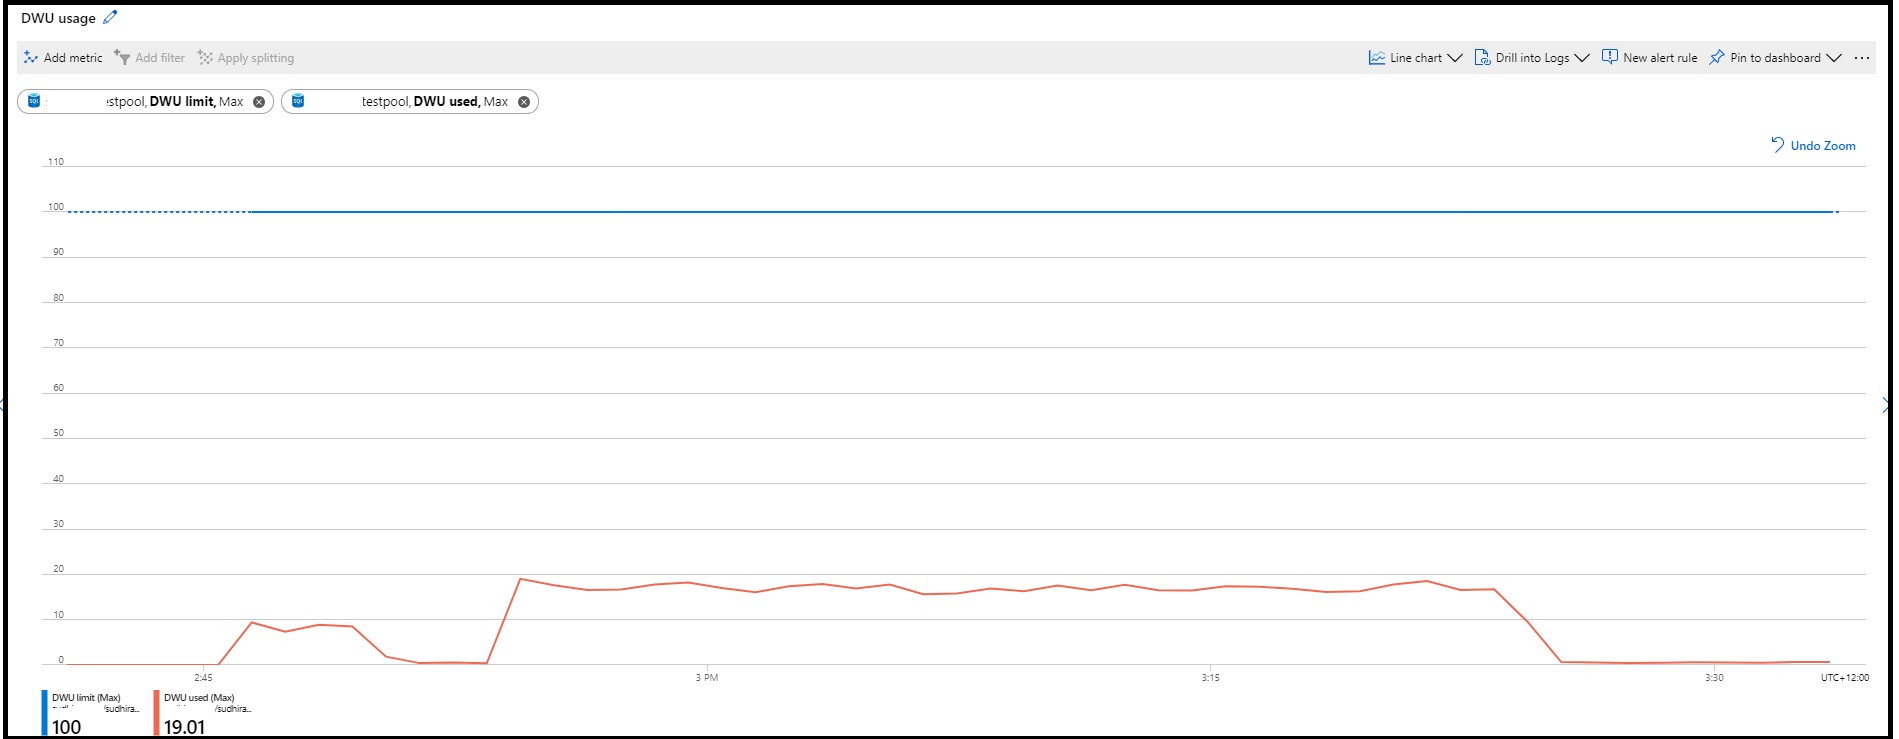 DWU usage
Add metric Add filter Apply splitting Line chart Drill into Logs New alert rule Pin to dashboard ...
stpool, DWU limit, Max testpool, DWU used, Max
Undo Zoom
110
100
90
80
70
60
50
40
30
20
10
0
2:45 3 PM 3:15 3:30 UTC+12:00
DWU limit (Max) DWU used (Max)
/sudhira... /sudhira...
100 19.01